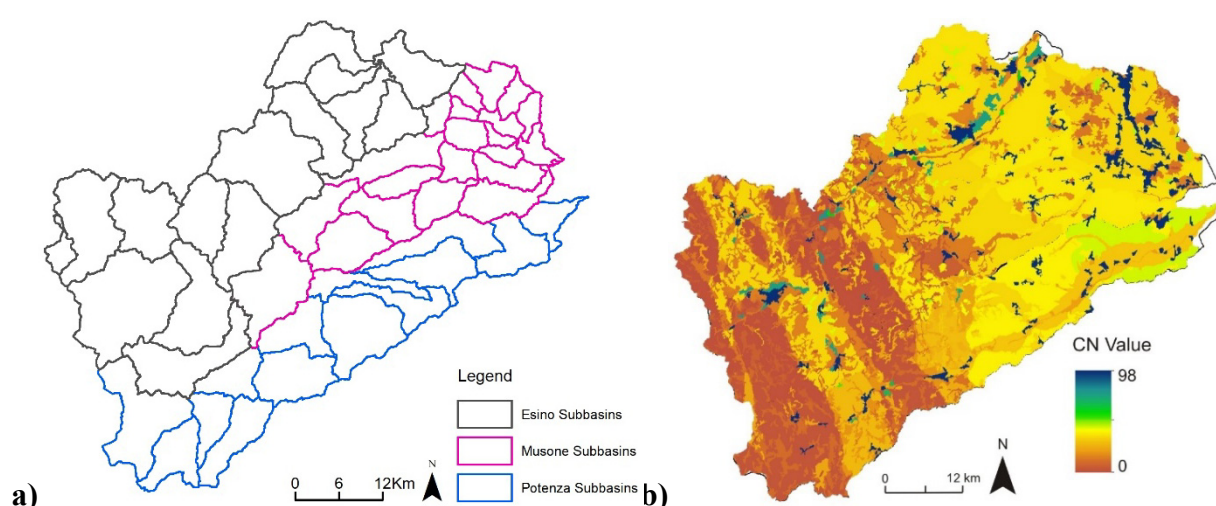 Legend
Esino Subbasins
Musone Subbasins
Potenza Subbasins
0 6 12Km
N
a)
CN Value
98
0
N
0 12 km
b)